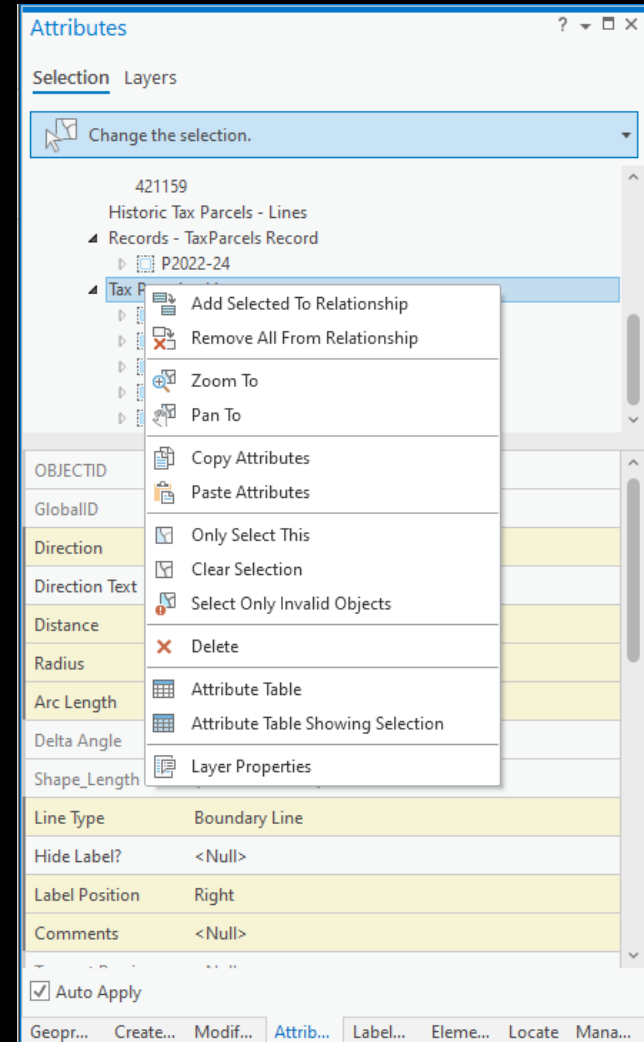 Attributes
?
Selection Layers
Change the selection.
421159
Historic Tax Parcels - Lines
Records - TaxParcels Record
P2022-24
Tax P
Add Selected To Relationship
Remove All From Relationship
Zoom To
Pan To
Copy Attributes
Paste Attributes
Only Select This
Clear Selection
Select Only Invalid Objects
Delete
Attribute Table
Attribute Table Showing Selection
Layer Properties
OBJECTID
GlobalID
Direction
Direction Text
Distance
Radius
Arc Length
Delta Angle
Shape_Length
Line Type Boundary Line
Hide Label? <Null>
Label Position Right
Comments <Null>
Auto Apply
Geopr... Create... Modif... Attrib... Label... Eleme... Locate Mana...